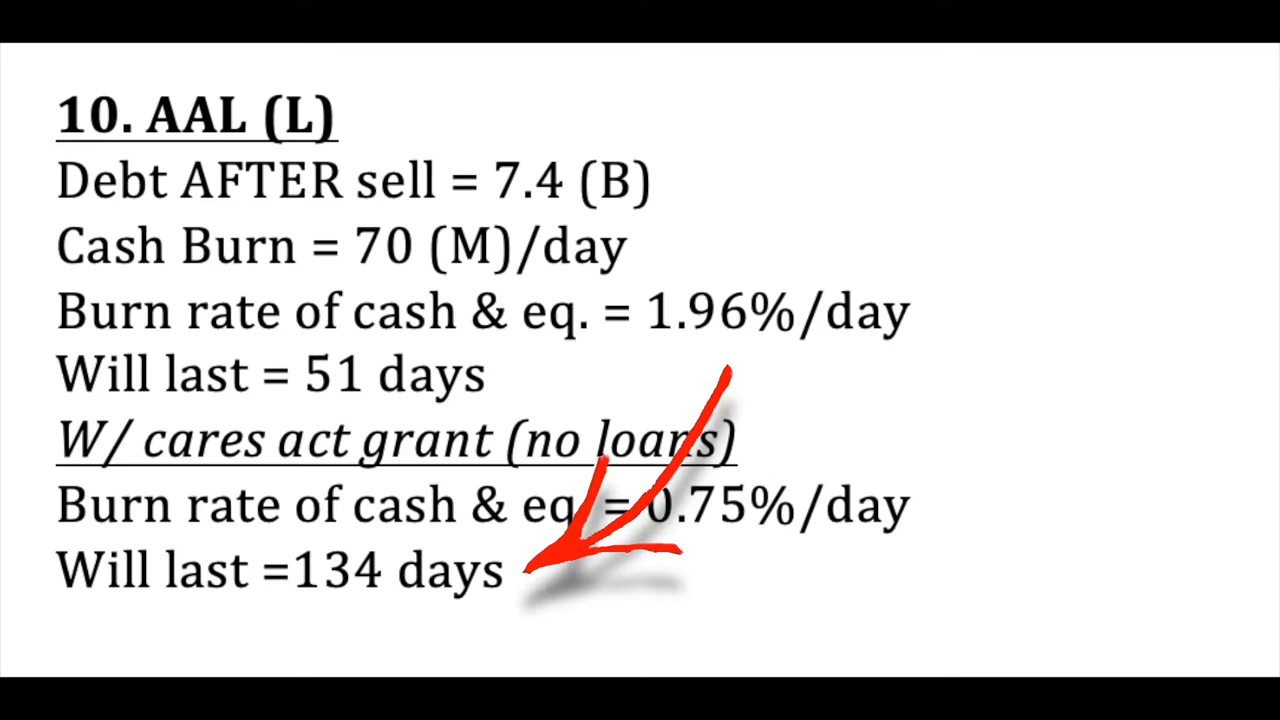 10. AAL (L)
Debt AFTER sell = 7.4 (B)
Cash Burn = 70 (M)/day
Burn rate of cash & eq. = 1.96%/day
Will last = 51 days
W/ cares act grant (no loans)
Burn rate of cash & eq. = 0.75%/day
Will last =134 days